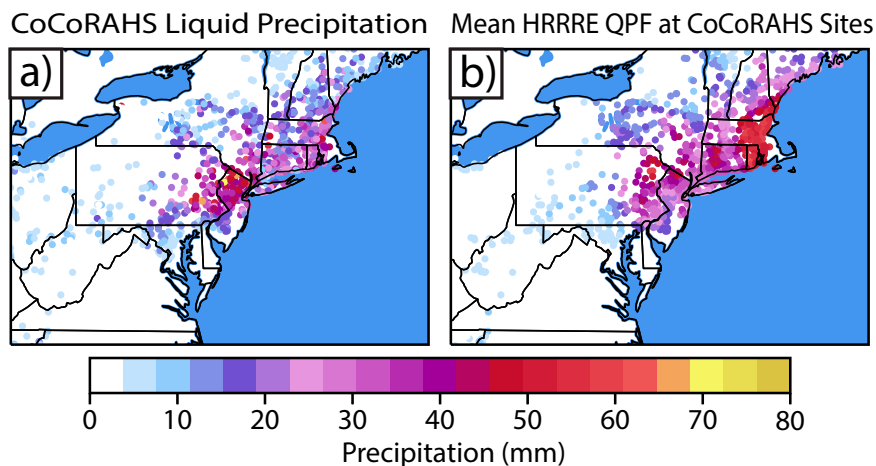 CoCoRAHS Liquid Precipitation
Mean HRRRE QPF at CoCoRAHS Sites
a)
b)
0 10 20 30 40 50 60 70 80
Precipitation (mm)